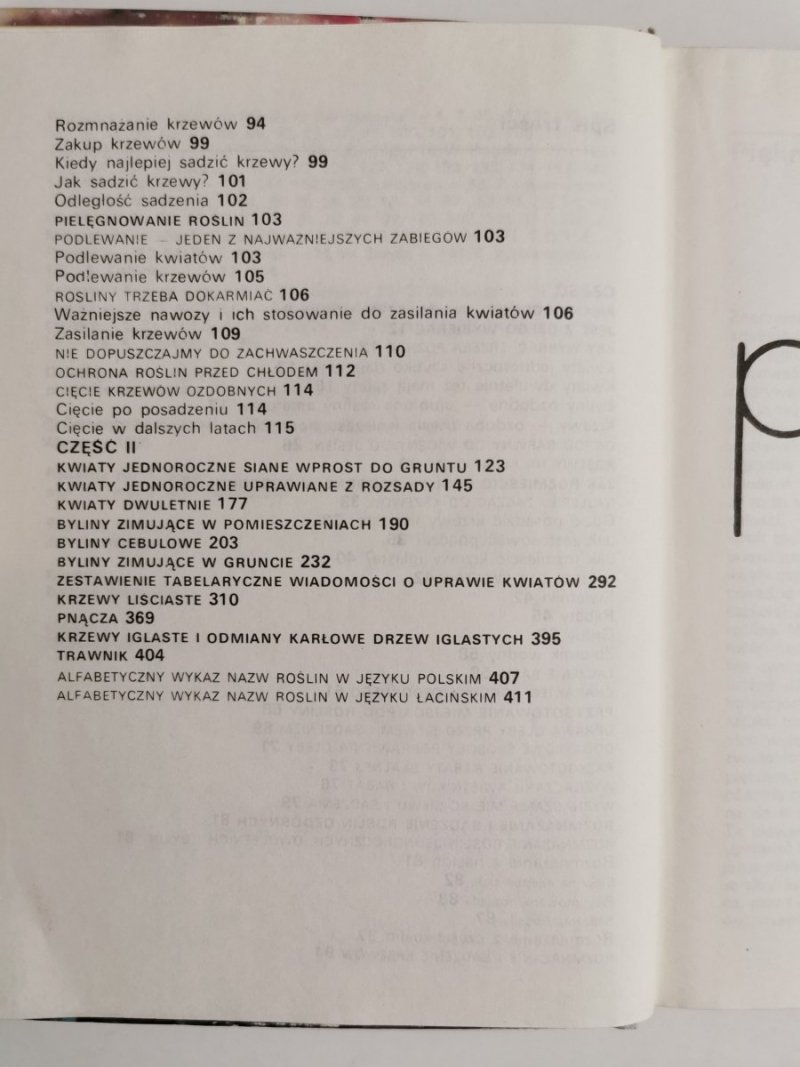 Rozmnażanie krzewów 94
Zakup krzewów 99
Kiedy najlepiej sadzić krzewy? 99
Jak sadzić krzewy? 101
Odległość sadzenia 102
PIELĘGNOWANIE ROŚLIN 103
PODLEWANIE – JEDEN Z NAJWAŻNIEJSZYCH ZABIEGÓW 103
Podlewanie kwiatów 103
Podlewanie krzewów 105
ROŚLINY TRZEBA DOKARMIAĆ 106
Ważniejsze nawozy i ich stosowanie do zasilania kwiatów 106
Zasilanie krzewów 109
NIE DOPUSZCZAJMY DO ZACHWASZCZENIA 110
OCHRONA ROŚLIN PRZED CHŁODEM 112
CIĘCIE KRZEWÓW OZDOBNYCH 114
Cięcie po posadzeniu 114
Cięcie w dalszych latach 115
CZĘŚĆ II
KWIATY JEDNOROCZNE SIANE WPROST DO GRUNTU 123
KWIATY JEDNOROCZNE UPRAWIANE Z ROZSADY 145
KWIATY DWULETNIE 177
BYLINY ZIMUJĄCE W POMIESZCZENIACH 190
BYLINY CEBULOWE 203
BYLINY ZIMUJĄCE W GRUNCIE 232
ZESTAWIENIE TABELARYCZNE WIADOMOŚCI O UPRAWIE KWIATÓW 292
KRZEWY LIŚCIASTE 310
PNĄCZA 369
KRZEWY IGLASTE I ODMIANY KARŁOWE DRZEW IGLASTYCH 395
TRAWNIK 404
ALFABETYCZNY WYKAZ NAZW ROŚLIN W JĘZYKU POLSKIM 407
ALFABETYCZNY WYKAZ NAZW ROŚLIN W JĘZYKU ŁACIŃSKIM 411